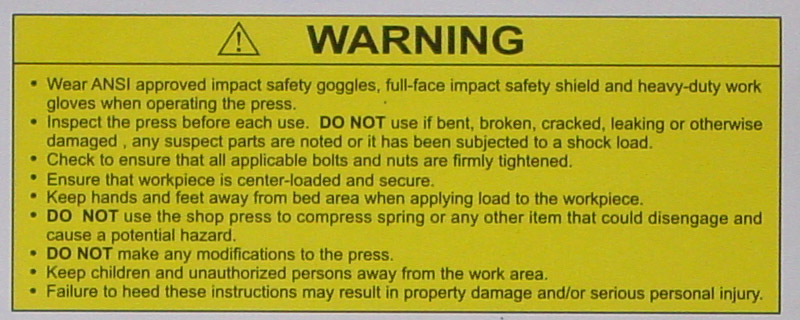 WARNING
• Wear ANSI approved impact safety goggles, full-face impact safety shield and heavy-duty work
gloves when operating the press.
• Inspect the press before each use. DO NOT use if bent, broken, cracked, leaking or otherwise
damaged , any suspect parts are noted or it has been subjected to a shock load.
• Check to ensure that all applicable bolts and nuts are firmly tightened.
• Ensure that workpiece is center-loaded and secure.
• Keep hands and feet away from bed area when applying load to the workpiece.
• DO NOT use the shop press to compress spring or any other item that could disengage and
cause a potential hazard.
• DO NOT make any modifications to the press.
• Keep children and unauthorized persons away from the work area.
• Failure to heed these instructions may result in property damage and/or serious personal injury.